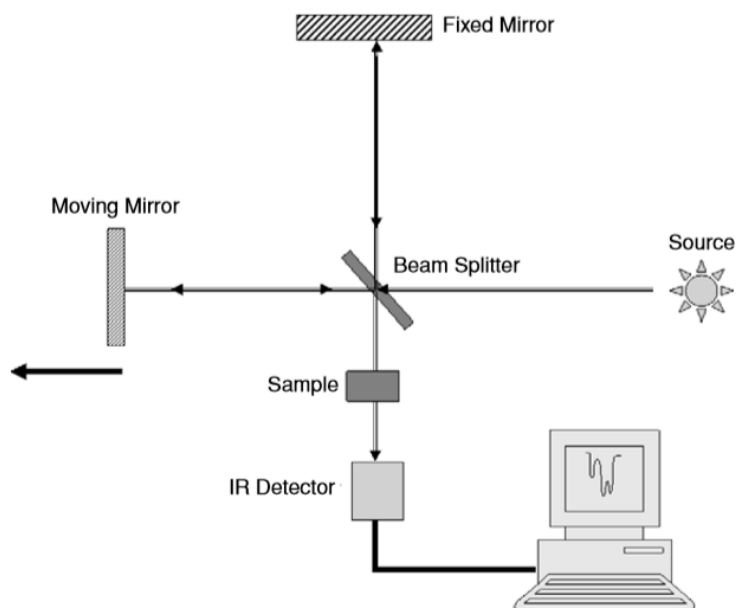 Fixed Mirror
Moving Mirror
Source
Beam Splitter
Sample
IR Detector